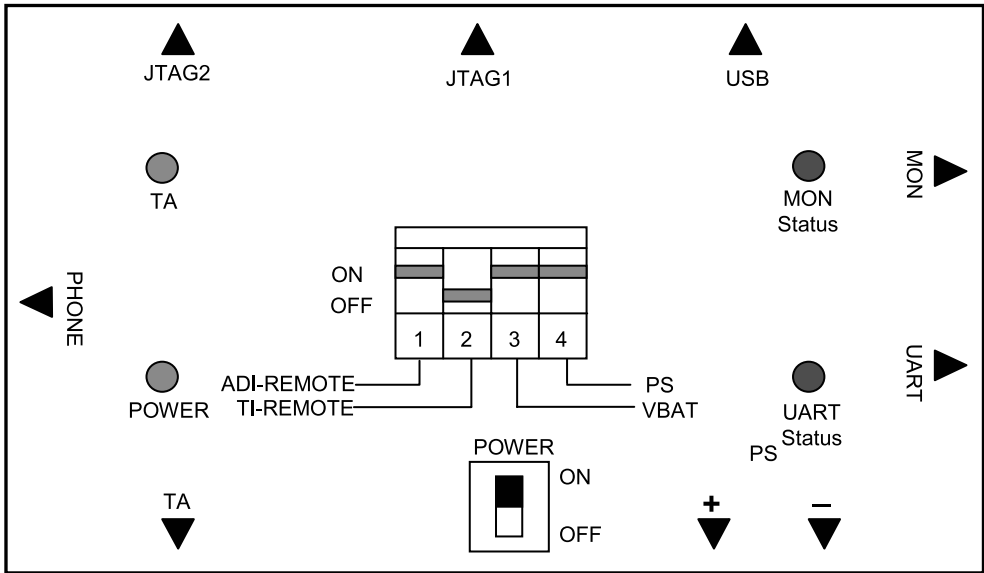 JTAG2
JTAG1
USB
TA
MON
Status
MON
ON
OFF
PHONE
1 2 3 4
ADI-REMOTE
TI-REMOTE
PS
VBAT
POWER
UART
Status
UART
PS
POWER
ON
OFF
TA
+ −